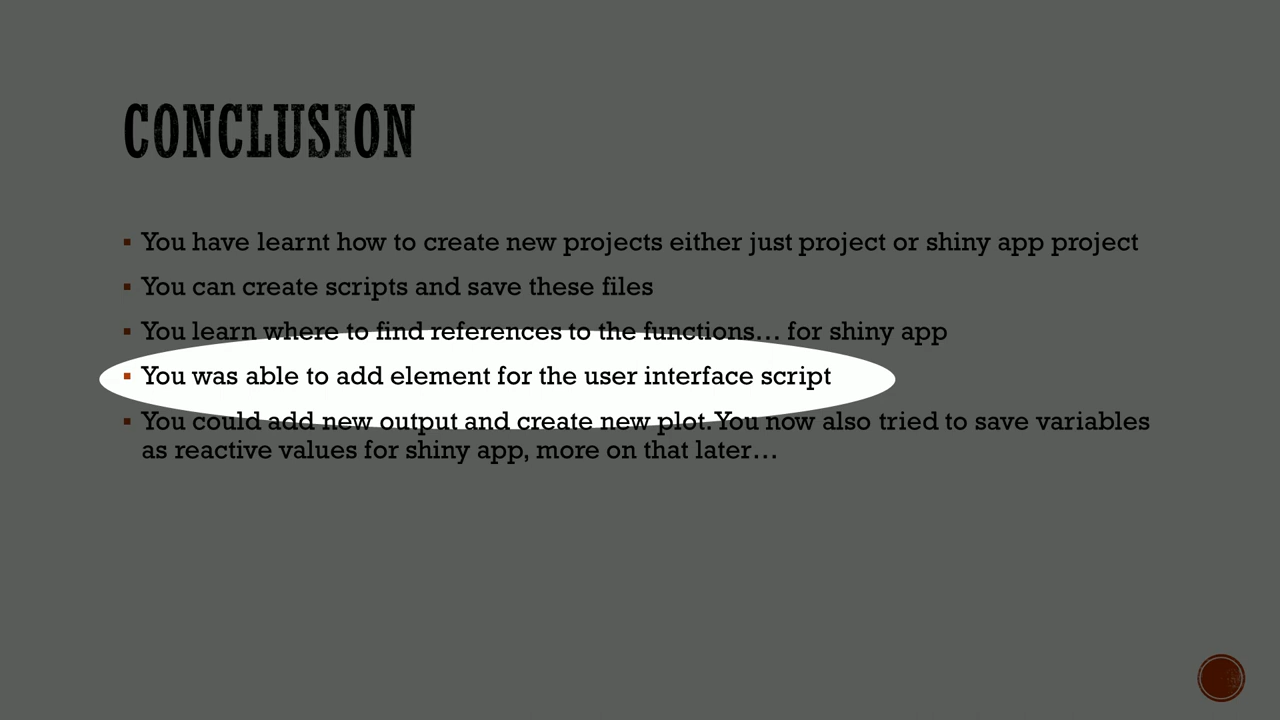 CONCLUSION
▪ You have learnt how to create new projects either just project or shiny app project
▪ You can create scripts and save these files
▪ You learn where to find references to the functions… for shiny app
▪ You was able to add element for the user interface script
▪ You could add new output and create new plot. You now also tried to save variables
as reactive values for shiny app, more on that later…